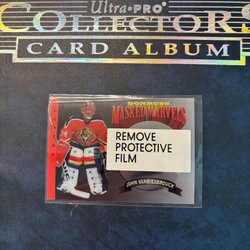 Ultra·PRO®
COLLECTORS
CARD ALBUM
DONRUSS
MASKED MARVELS
REMOVE
PROTECTIVE
FILM
JOHN VANBIESBROUCK